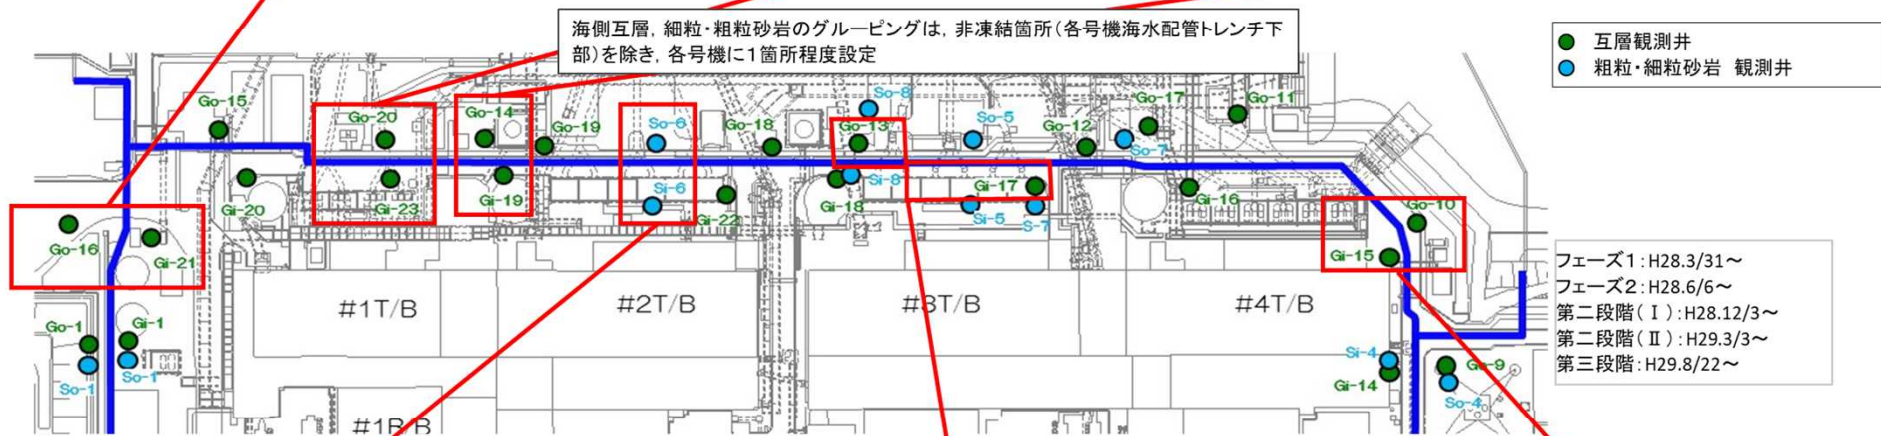 海側互層, 細粒・粗粒砂岩のグルーピングは, 非凍結箇所(各号機海水配管トレンチ下
部)を除き, 各号機に1箇所程度設定
互層観測井
粗粒・細粒砂岩 観測井
Go-15
Go-20
Go-14
Go-19
So-6
Go-18
So-8
Go-13
So-5
Go-12
Go-17
So-7
Go-11
Gi-20
Gi-23
Gi-19
Si-6
Gi-22
Gi-18
Si-8
Gi-17
Si-5
S-7
Gi-16
Go-10
Gi-15
Go-16
Gi-21
#1T/B
#2T/B
#3T/B
#4T/B
フェーズ1:H28.3/31~
フェーズ2:H28.6/6~
第二段階(Ⅰ):H28.12/3~
第二段階(Ⅱ):H29.3/3~
第三段階:H29.8/22~
Go-1
Gi-1
So-1
So-1
Si-4
Gi-14
Go-9
So-4
#1R/B